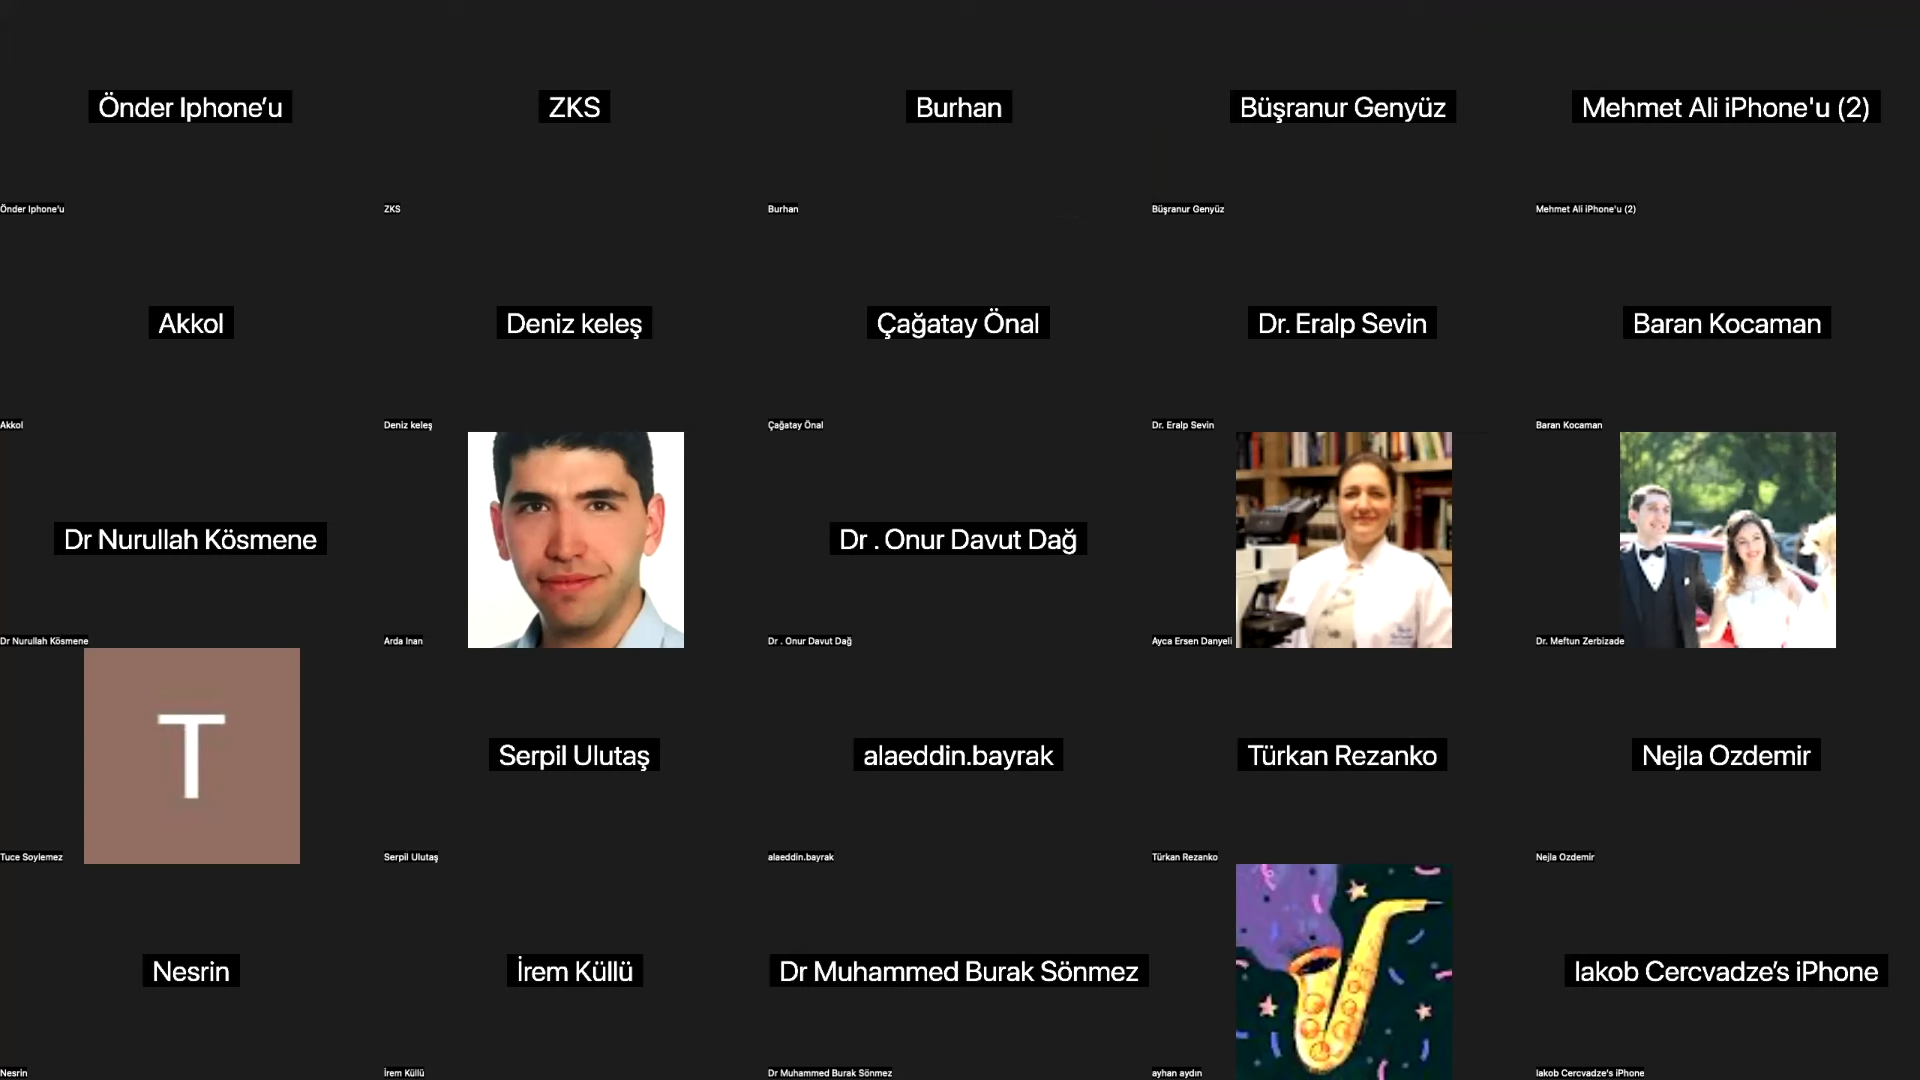 Önder Iphone’u
ZKS
Burhan
Büşranur Genyüz
Mehmet Ali iPhone'u (2)
Önder Iphone'u
ZKS
Burhan
Büşranur Genyüz
Mehmet Ali iPhone'u (2)
Akkol
Deniz keleş
Çağatay Önal
Dr. Eralp Sevin
Baran Kocaman
Akkol
Deniz keleş
Çağatay Önal
Dr. Eralp Sevin
Baran Kocaman
Dr Nurullah Kösmene
Dr . Onur Davut Dağ
Dr Nurullah Kösmene
Arda Inan
Dr . Onur Davut Dağ
Ayca Ersen Danyeli
Dr. Meftun Zerbizade
T
Serpil Ulutaş
alaeddin.bayrak
Türkan Rezanko
Nejla Ozdemir
Tuce Soylemez
Serpil Ulutaş
alaeddin.bayrak
Türkan Rezanko
Nejla Ozdemir
Nesrin
İrem Küllü
Dr Muhammed Burak Sönmez
Iakob Cercvadze’s iPhone
Nesrin
İrem Küllü
Dr Muhammed Burak Sönmez
ayhan aydın
Iakob Cercvadze's iPhone